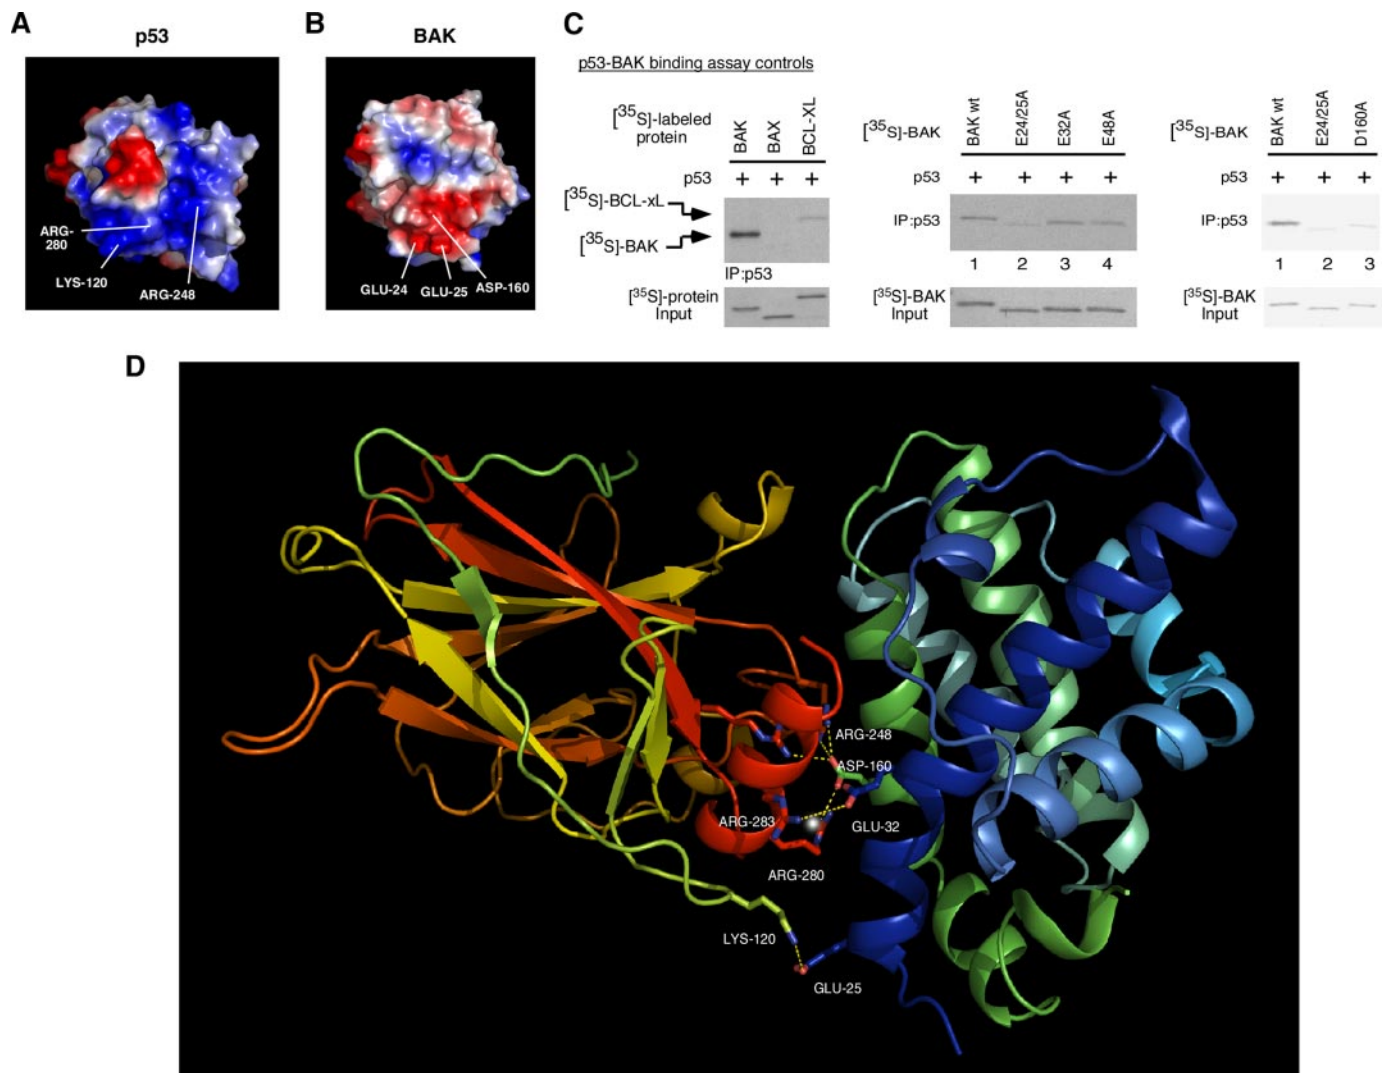 A
p53
ARG-
280
LYS-120
ARG-248
B
BAK
GLU-24
GLU-25
ASP-160
C
p53-BAK binding assay controls
[35S]-labeled
protein
BAK
BAX
BCL-XL
p53
+ + +
[35S]-BCL-xL
[35S]-BAK
IP:p53
[35S]-protein
Input
[35S]-BAK
BAK wt
E24/25A
E32A
E48A
p53
+ + + +
IP:p53
1 2 3 4
[35S]-BAK
Input
[35S]-BAK
BAK wt
E24/25A
D160A
p53
+ + +
IP:p53
1 2 3
[35S]-BAK
Input
D
ARG-248
ASP-160
ARG-283
GLU-32
ARG-280
LYS-120
GLU-25